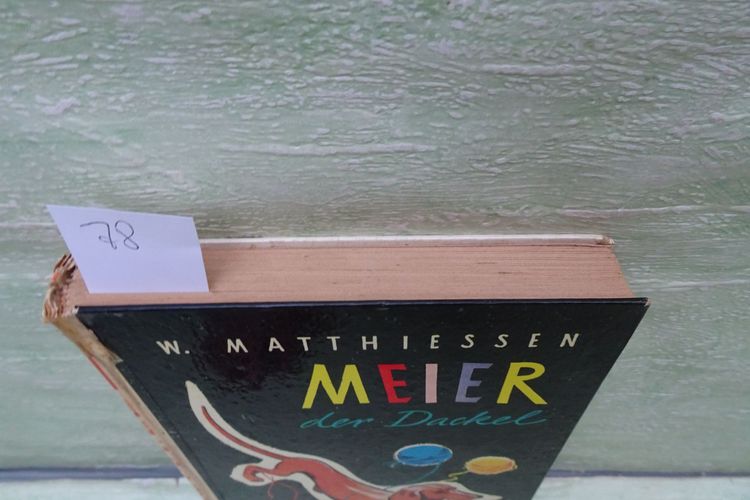 78
W. MATTHIESSEN
MEIER
der Dackel